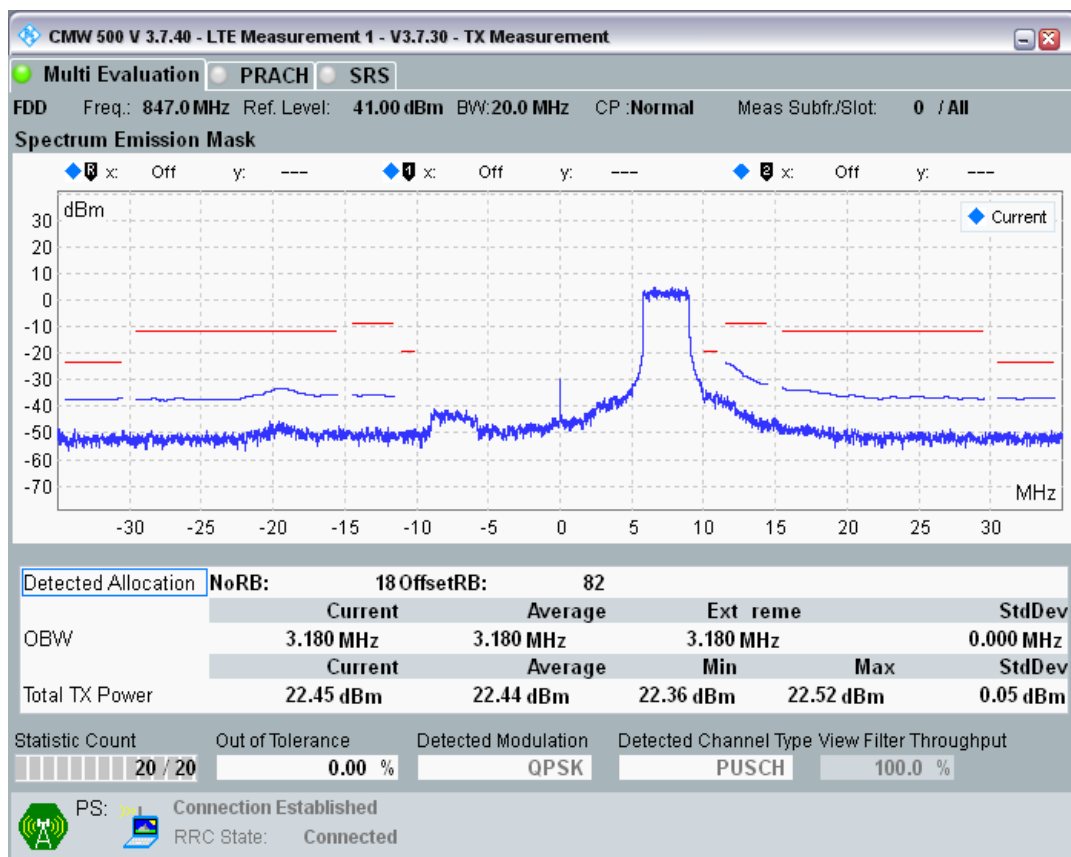 CMW 500 V 3.7.40 - LTE Measurement 1 - V3.7.30 - TX Measurement
Multi Evaluation PRACH SRS
FDD Freq.: 847.0 MHz Ref. Level: 41.00 dBm BW:20.0 MHz CP :Normal Meas Subfr./Slot: 0 / All
Spectrum Emission Mask
R x: Off y: --- 1 x: Off y: --- 2 x: Off y: ---
dBm
Current
30
20
10
0
-10
-20
-30
-40
-50
-60
-70
MHz
-30 -25 -20 -15 -10 -5 0 5 10 15 20 25 30
Detected Allocation NoRB: 18 OffsetRB: 82
Current Average Ext reme StdDev
OBW 3.180 MHz 3.180 MHz 3.180 MHz 0.000 MHz
Current Average Min Max StdDev
Total TX Power 22.45 dBm 22.44 dBm 22.36 dBm 22.52 dBm 0.05 dBm
Statistic Count Out of Tolerance Detected Modulation Detected Channel Type View Filter Throughput
20 / 20 0.00 % QPSK PUSCH 100.0 %
PS: Connection Established
RRC State: Connected